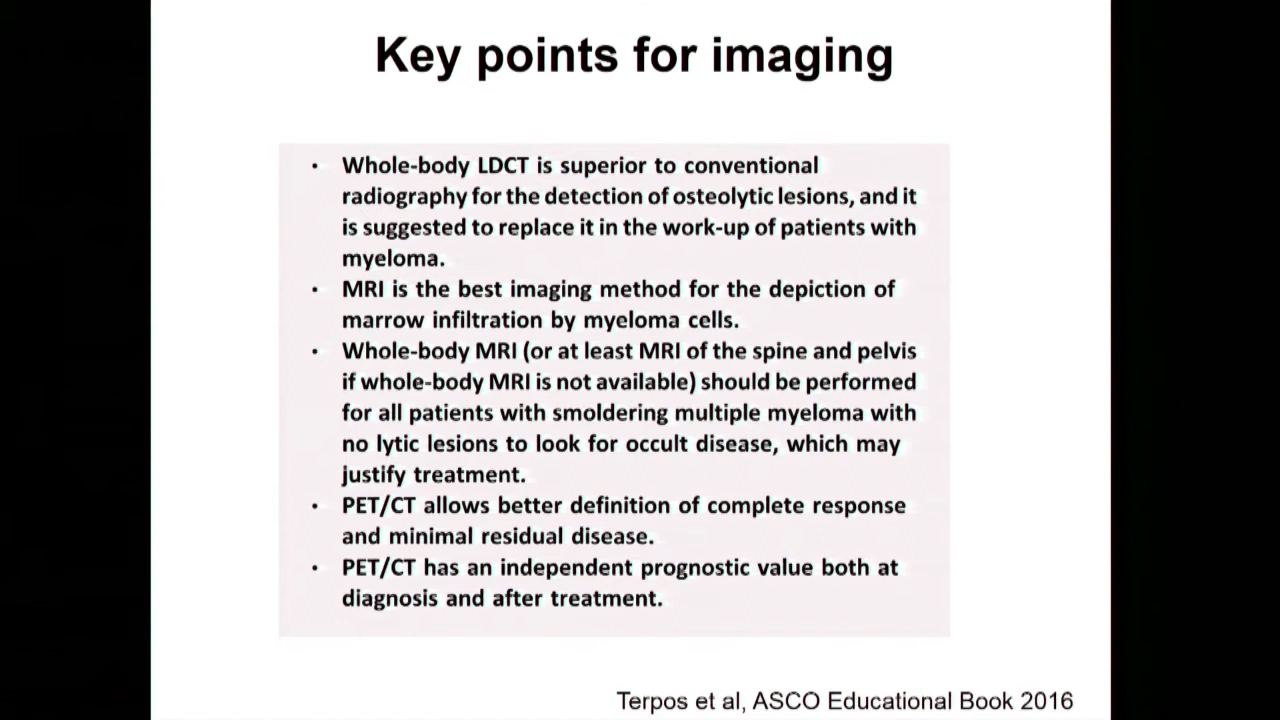 Key points for imaging
• Whole-body LDCT is superior to conventional
radiography for the detection of osteolytic lesions, and it
is suggested to replace it in the work-up of patients with
myeloma.
• MRI is the best imaging method for the depiction of
marrow infiltration by myeloma cells.
• Whole-body MRI (or at least MRI of the spine and pelvis
if whole-body MRI is not available) should be performed
for all patients with smoldering multiple myeloma with
no lytic lesions to look for occult disease, which may
justify treatment.
• PET/CT allows better definition of complete response
and minimal residual disease.
• PET/CT has an independent prognostic value both at
diagnosis and after treatment.
Terpos et al, ASCO Educational Book 2016